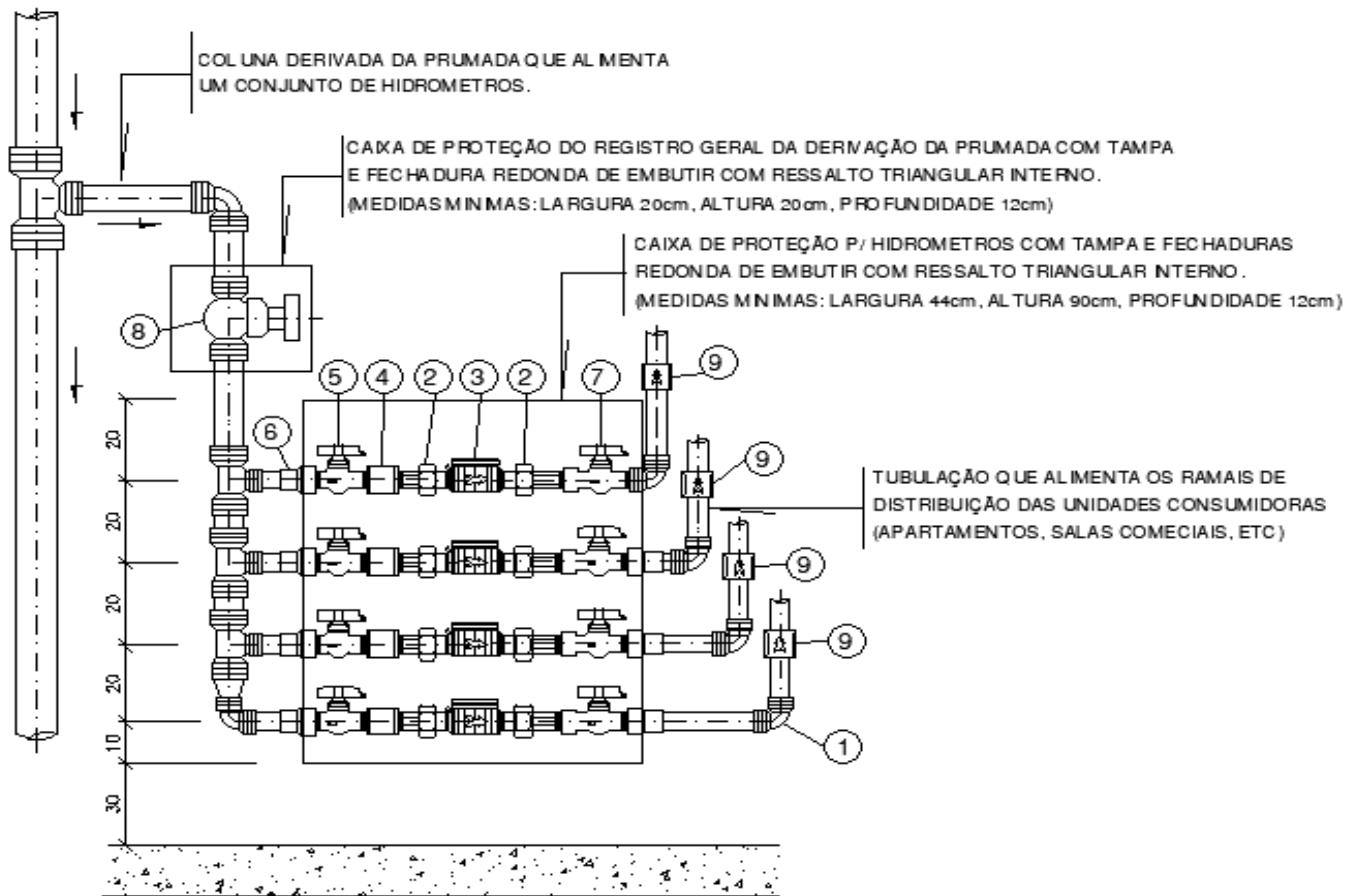 COLUNA DERIVADA DA PRUMADA QUE ALIMENTA
UM CONJUNTO DE HIDROMETROS.
CAIXA DE PROTEÇÃO DO REGISTRO GERAL DA DERIVAÇÃO DA PRUMADA COM TAMPA
E FECHADURA REDONDA DE EMBUTIR COM RESSALTO TRIANGULAR INTERNO.
(MEDIDAS MINIMAS: LARGURA 20cm, ALTURA 20cm, PROFUNDIDADE 12cm)
CAIXA DE PROTEÇÃO P/ HIDROMETROS COM TAMPA E FECHADURAS
REDONDA DE EMBUTIR COM RESSALTO TRIANGULAR INTERNO.
(MEDIDAS MINIMAS: LARGURA 44cm, ALTURA 90cm, PROFUNDIDADE 12cm)
8
5 4 2 3 2 7 9
6
9
TUBULAÇÃO QUE ALIMENTA OS RAMAIS DE
DISTRIBUIÇÃO DAS UNIDADES CONSUMIDORAS
(APARTAMENTOS, SALAS COMECIAIS, ETC)
9
9
1
20
20
20
20
10
30